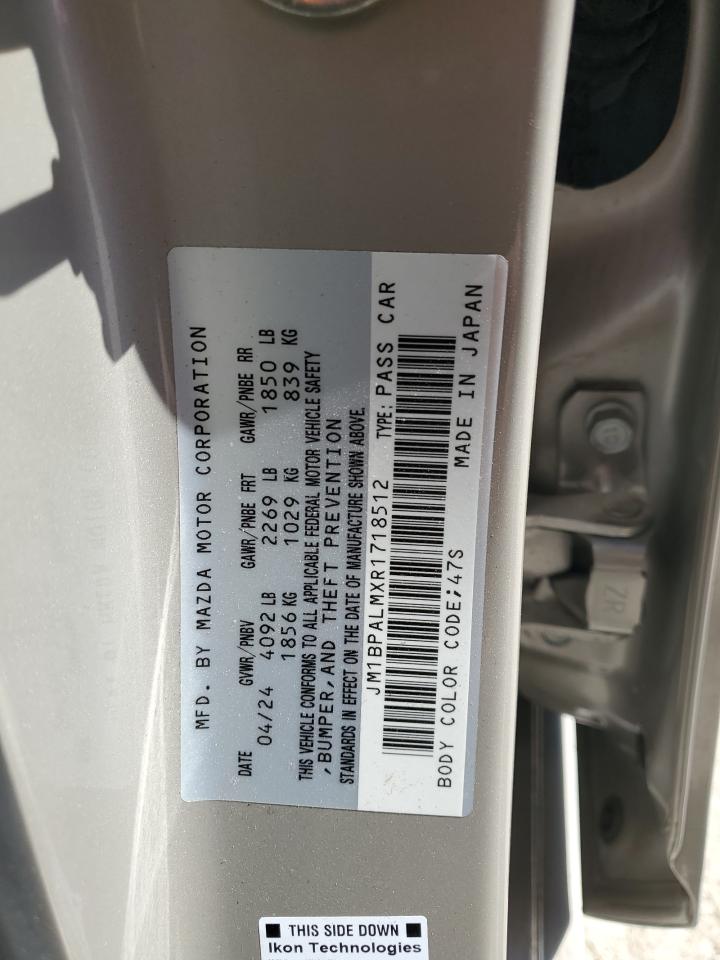 MFD. BY MAZDA MOTOR CORPORATION
DATE GVWR/PNBV GAWR/PNBE FRT GAWR/PNBE RR
04/24 4092 LB 2269 LB 1850 LB
1856 KG 1029 KG 839 KG
THIS VEHICLE CONFORMS TO ALL APPLICABLE FEDERAL MOTOR VEHICLE SAFETY
,BUMPER,AND THEFT PREVENTION
STANDARDS IN EFFECT ON THE DATE OF MANUFACTURE SHOWN ABOVE.
JM1BPALMXR1718512 TYPE: PASS CAR
BODY COLOR CODE;47S MADE IN JAPAN
THIS SIDE DOWN
Ikon Technologies
ZR